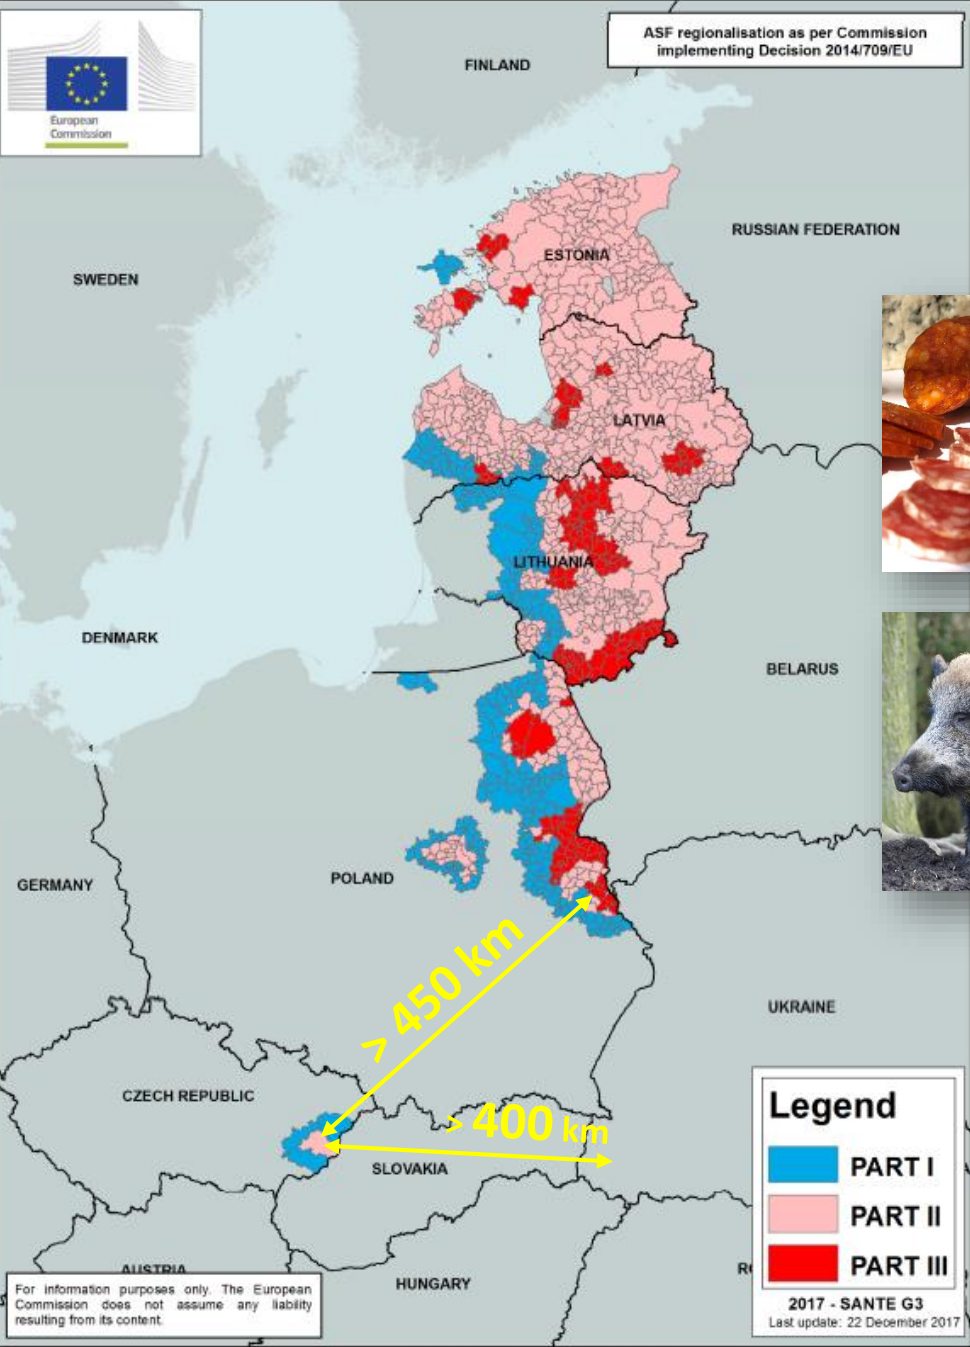 European
Commission
ASF regionalisation as per Commission
implementing Decision 2014/709/EU
FINLAND
RUSSIAN FEDERATION
ESTONIA
SWEDEN
LATVIA
LITHUANIA
DENMARK
BELARUS
GERMANY
POLAND
> 450 km
UKRAINE
CZECH REPUBLIC
> 400 km
SLOVAKIA
AUSTRIA
HUNGARY
Legend
PART I
PART II
PART III
2017 - SANTE G3
Last update: 22 December 2017
For information purposes only. The European
Commission does not assume any liability
resulting from its content.